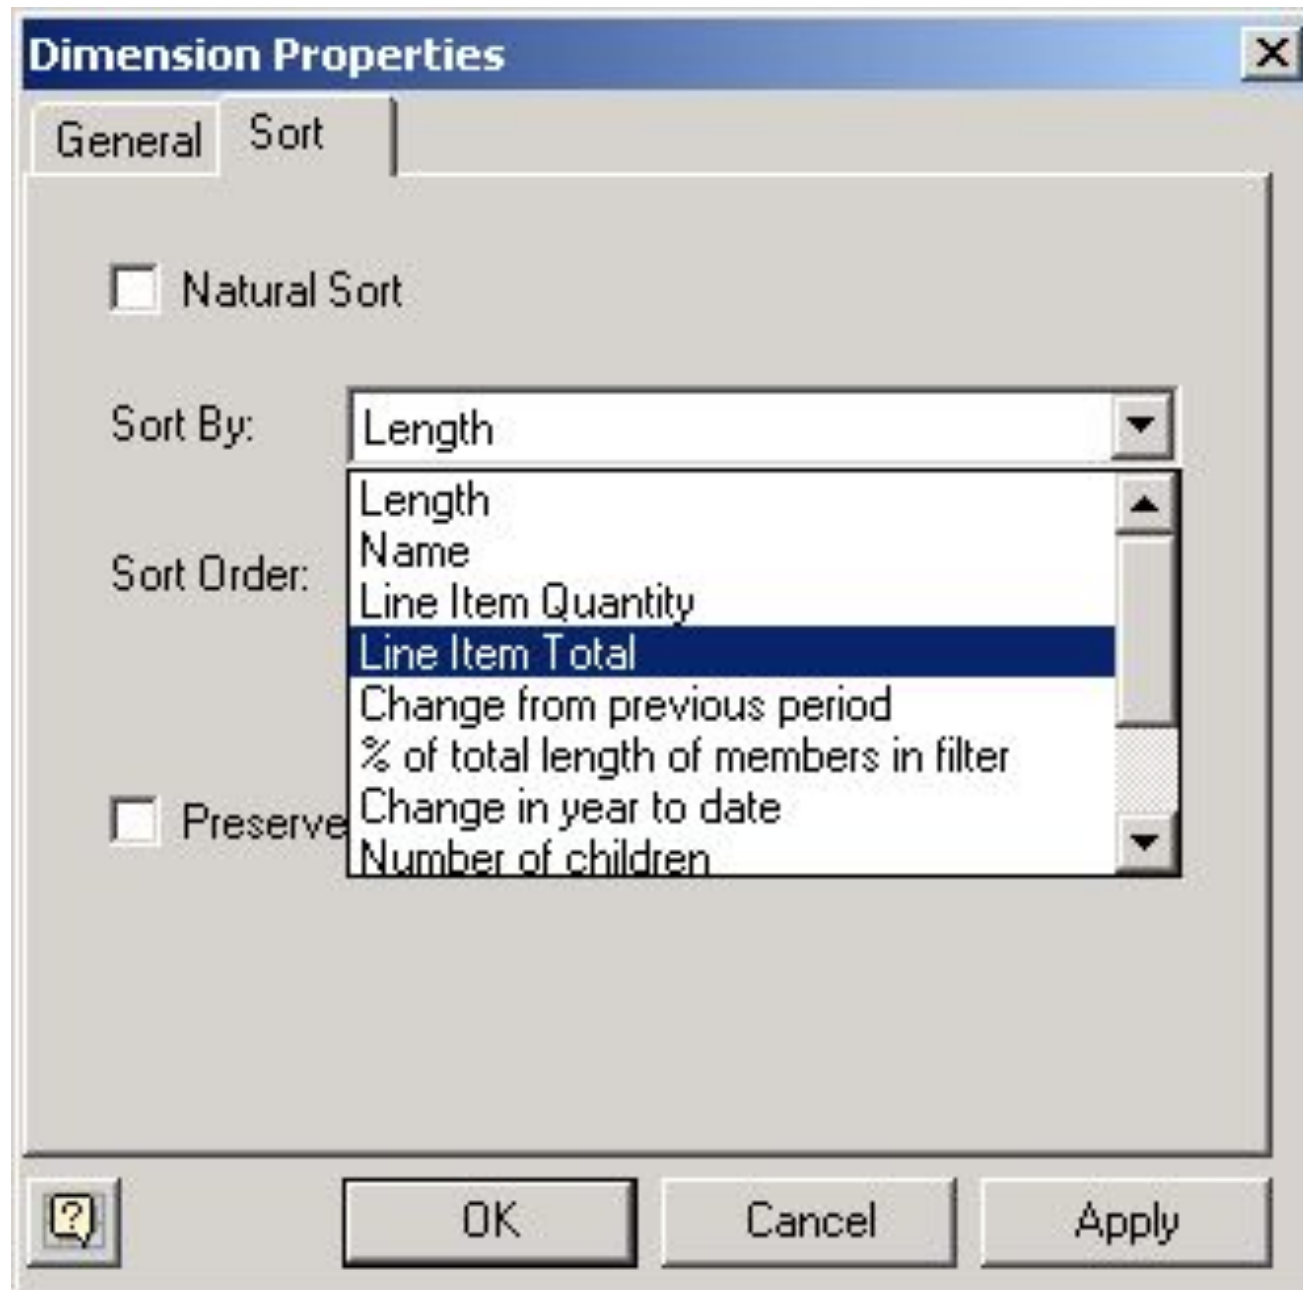 Dimension Properties
General Sort
Natural Sort
Sort By: Length
Length
Name
Sort Order:
Line Item Quantity
Line Item Total
Change from previous period
% of total length of members in filter
Preserve
Change in year to date
Number of children
OK Cancel Apply